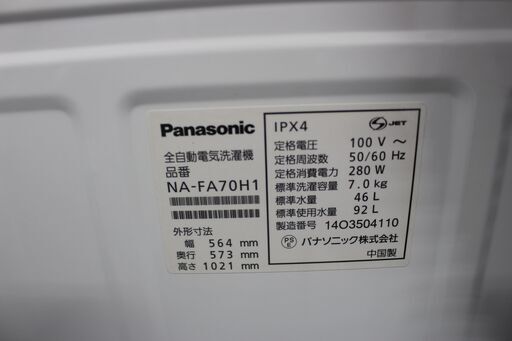 Panasonic
全自動電気洗濯機
品番
NA-FA70H1
外形寸法
幅 564 mm
奥行 573 mm
高さ 1021 mm
IPX4
S JET
定格電圧 100 V ～
定格周波数 50/60 Hz
定格消費電力 280 W
標準洗濯容量 7.0 kg
標準水量 46 L
標準使用水量 92 L
製造番号 14O3504110
PS E パナソニック株式会社
中国製